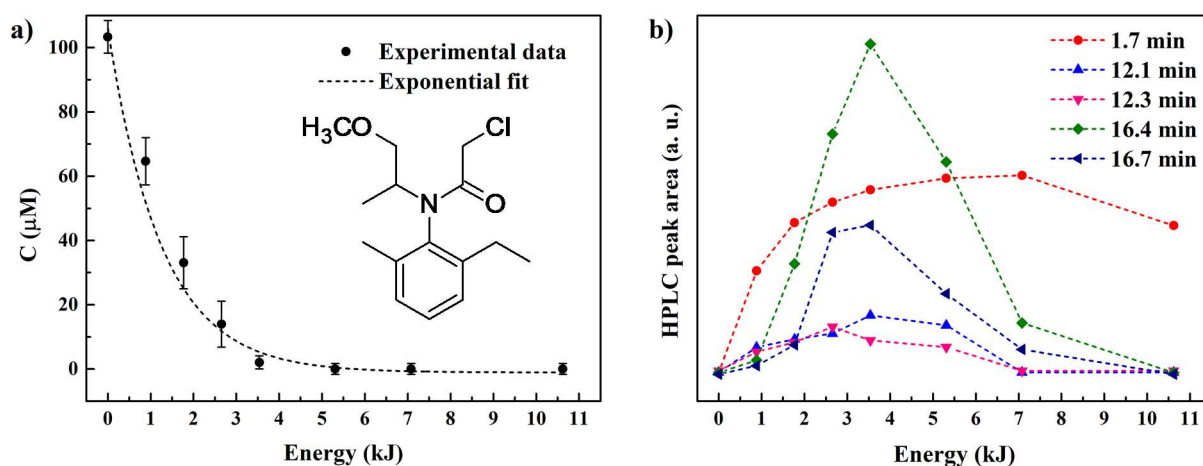 a)
C (μM)
100
80
60
40
20
0
0 1 2 3 4 5 6 7 8 9 10 11
Energy (kJ)
Experimental data
Exponential fit
H3CO
Cl
N
O
b)
HPLC peak area (a. u.)
1.7 min
12.1 min
12.3 min
16.4 min
16.7 min
0 1 2 3 4 5 6 7 8 9 10 11
Energy (kJ)